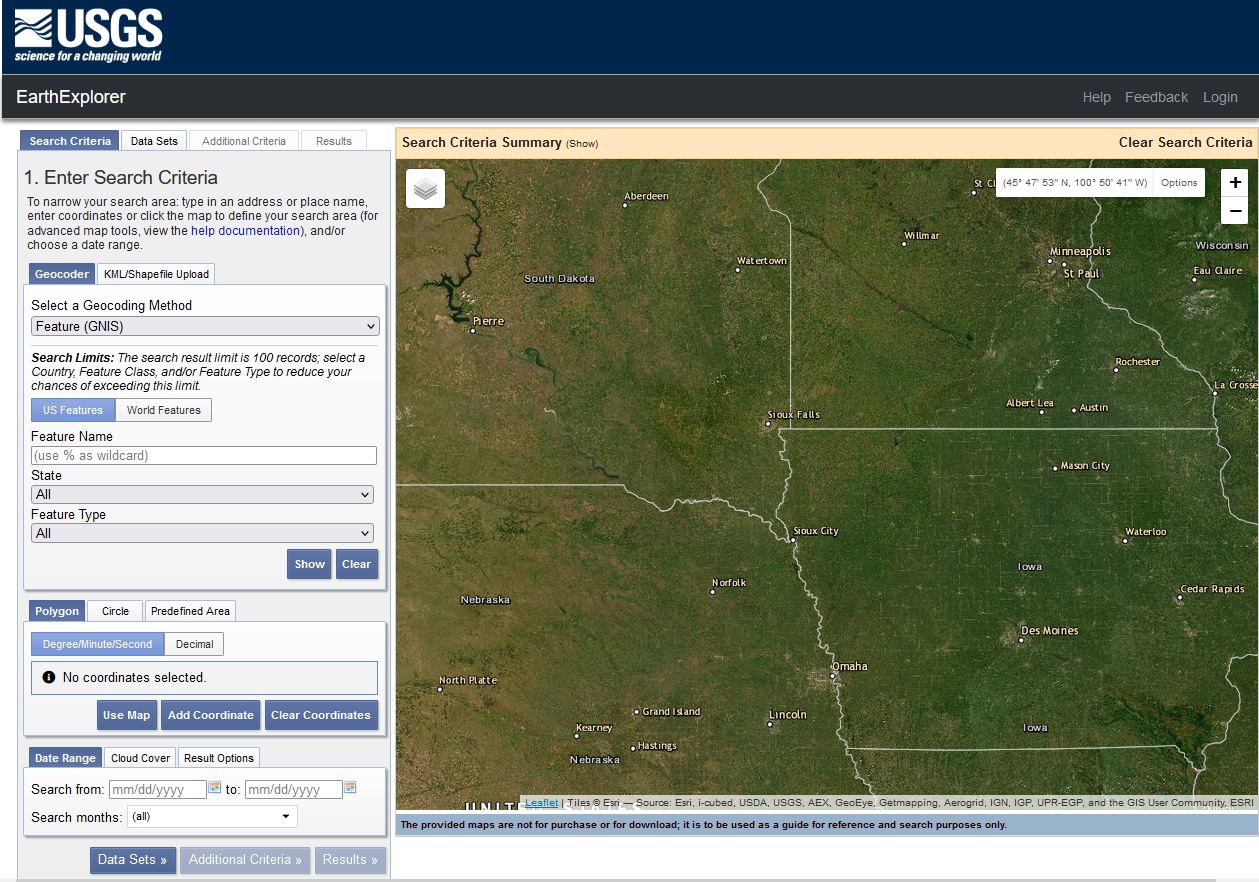 USGS
science for a changing world
EarthExplorer
Help Feedback Login
Search Criteria Data Sets Additional Criteria Results
1. Enter Search Criteria
To narrow your search area: type in an address or place name,
enter coordinates or click the map to define your search area (for
advanced map tools, view the help documentation), and/or
choose a date range.
Geocoder KML/Shapefile Upload
Select a Geocoding Method
Feature (GNIS)
Search Limits: The search result limit is 100 records; select a
Country, Feature Class, and/or Feature Type to reduce your
chances of exceeding this limit.
US Features World Features
Feature Name
(use % as wildcard)
State
All
Feature Type
All
Show Clear
Polygon Circle Predefined Area
Degree/Minute/Second Decimal
No coordinates selected.
Use Map Add Coordinate Clear Coordinates
Date Range Cloud Cover Result Options
Search from: mm/dd/yyyy to: mm/dd/yyyy
Search months: (all)
Data Sets » Additional Criteria » Results »
Search Criteria Summary (Show) Clear Search Criteria
St Cl (45° 47' 53" N, 100° 50' 41" W) Options +
−
Aberdeen
Willmar
Minneapolis
Wisconsin
Watertown
St Paul
Eau Claire
South Dakota
Pierre
Rochester
La Crosse
Albert Lea
Austin
Sioux Falls
Mason City
Sioux City
Waterloo
Iowa
Norfolk
Cedar Rapids
Nebraska
Des Moines
Omaha
North Platte
Grand Island
Lincoln
Kearney
Iowa
Hastings
Nebraska
Leaflet | Tiles © Esri — Source: Esri, i-cubed, USDA, USGS, AEX, GeoEye, Getmapping, Aerogrid, IGN, IGP, UPR-EGP, and the GIS User Community, ESRI
The provided maps are not for purchase or for download; it is to be used as a guide for reference and search purposes only.